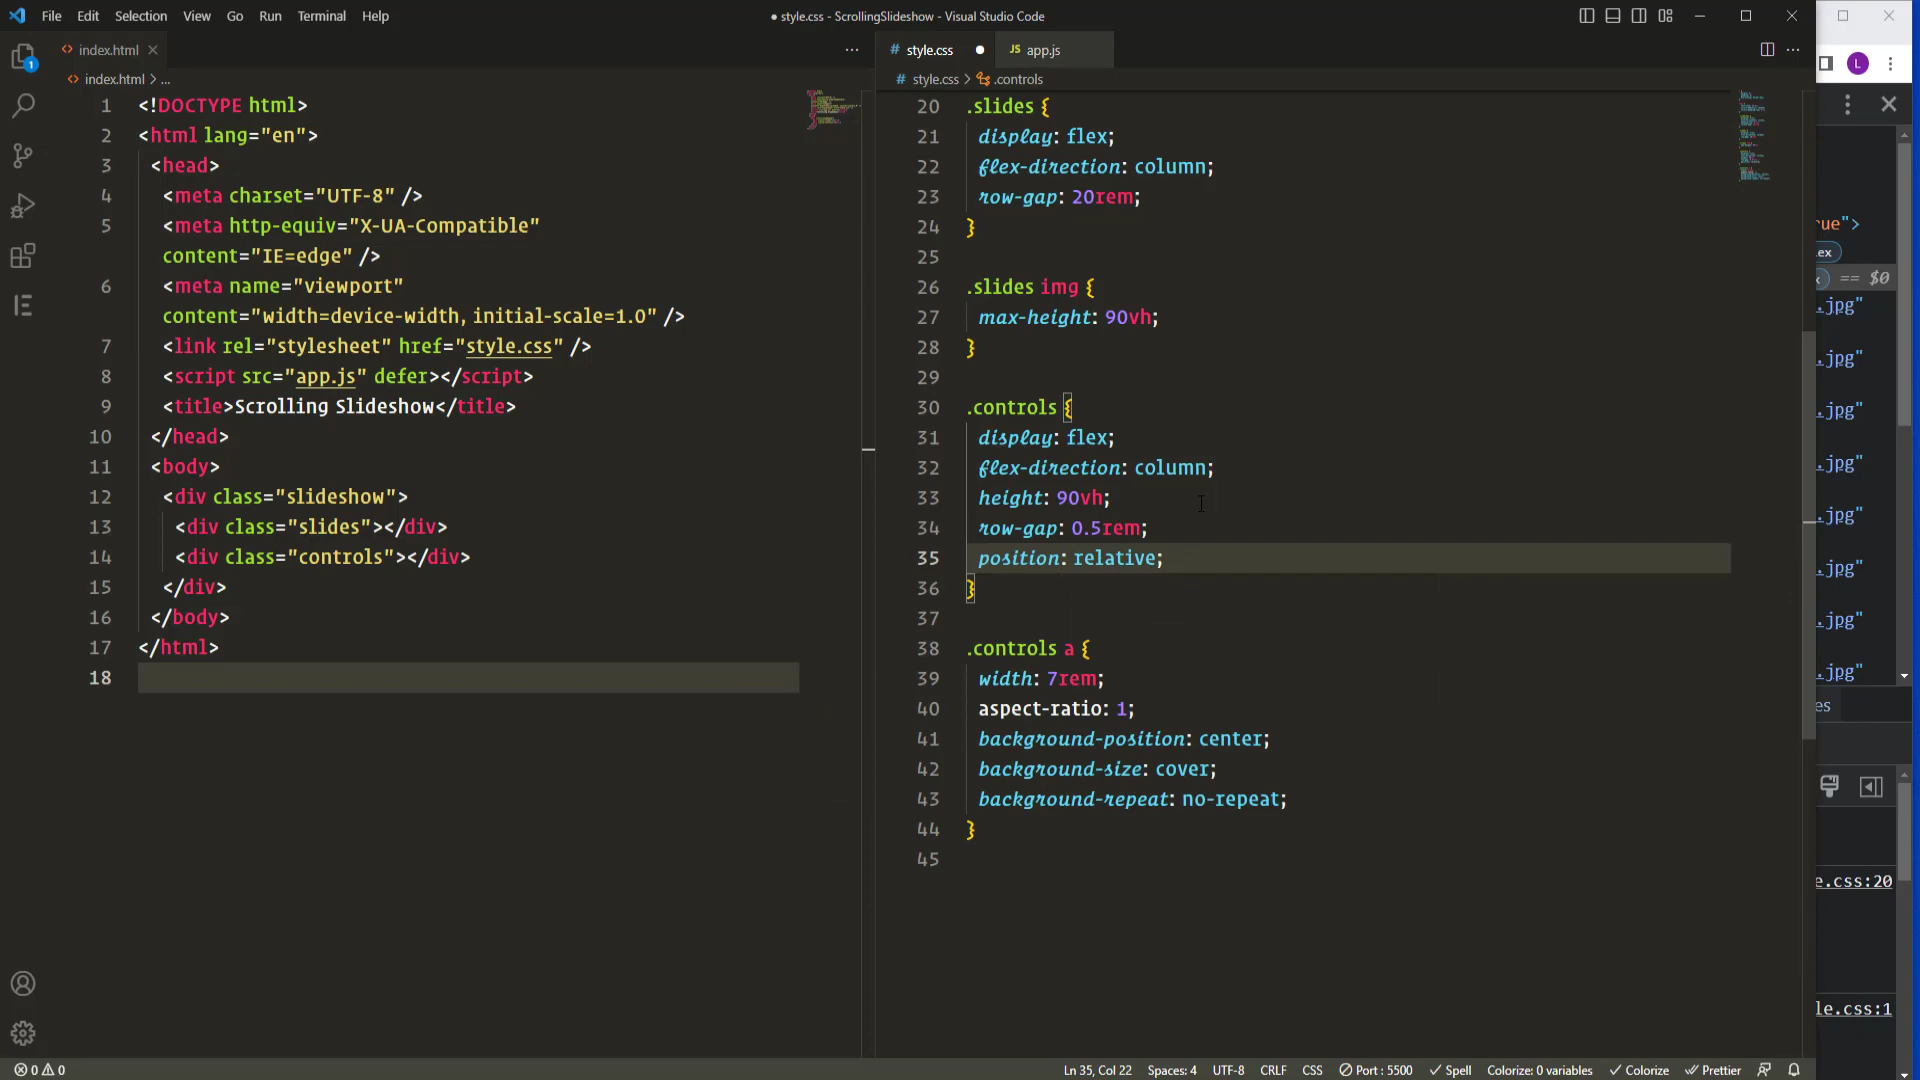 File Edit Selection View Go Run Terminal Help
● style.css - ScrollingSlideshow - Visual Studio Code
L
1
index.html
index.html > ...
1 <!DOCTYPE html>
2 <html lang="en">
3 <head>
4 <meta charset="UTF-8" />
5 <meta http-equiv="X-UA-Compatible"
content="IE=edge" />
6 <meta name="viewport"
content="width=device-width, initial-scale=1.0" />
7 <link rel="stylesheet" href="style.css" />
8 <script src="app.js" defer></script>
9 <title>Scrolling Slideshow</title>
10 </head>
11 <body>
12 <div class="slideshow">
13 <div class="slides"></div>
14 <div class="controls"></div>
15 </div>
16 </body>
17 </html>
18
# style.css ●
JS app.js
# style.css > .controls
20 .slides {
21 display: flex;
22 flex-direction: column;
23 row-gap: 20rem;
24 }
25
26 .slides img {
27 max-height: 90vh;
28 }
29
30 .controls {
31 display: flex;
32 flex-direction: column;
33 height: 90vh;
34 row-gap: 0.5rem;
35 position: relative;
36 }
37
38 .controls a {
39 width: 7rem;
40 aspect-ratio: 1;
41 background-position: center;
42 background-size: cover;
43 background-repeat: no-repeat;
44 }
45
rue">
ex
== $0
.jpg"
.jpg"
.jpg"
.jpg"
.jpg"
.jpg"
.jpg"
.jpg"
es
e.css:20
le.css:1
0 0
Ln 35, Col 22 Spaces: 4 UTF-8 CRLF CSS Port : 5500 Spell Colorize: 0 variables Colorize Prettier